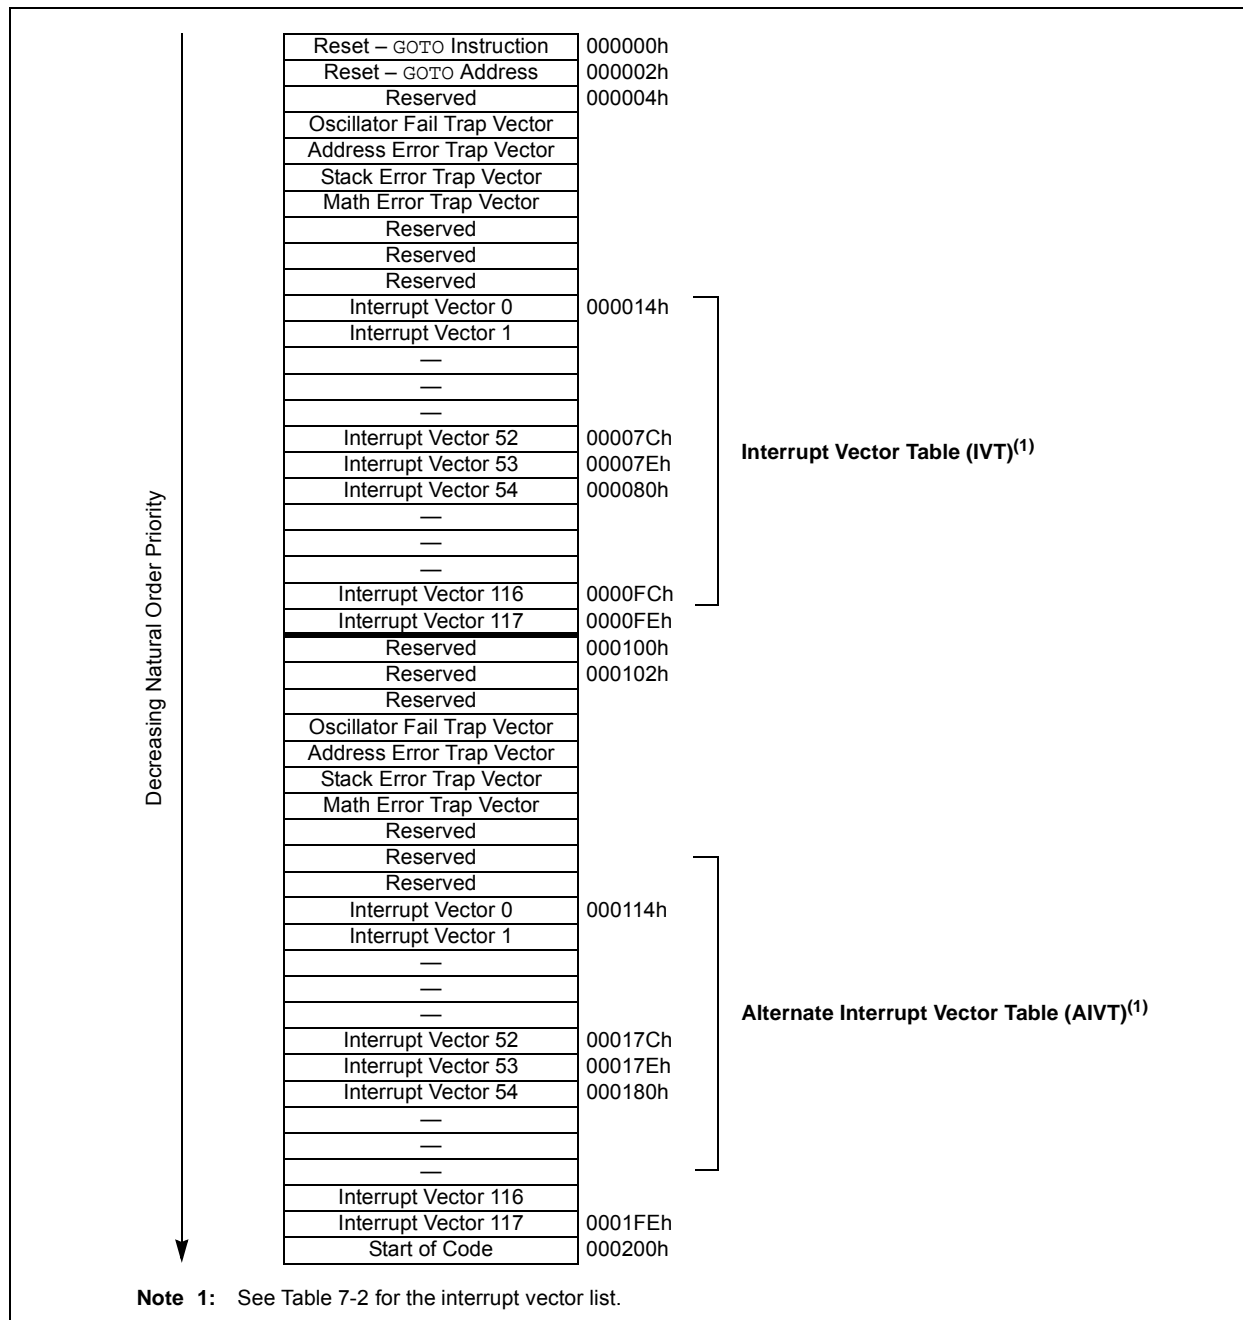 Reset – GOTO Instruction 000000h
Reset – GOTO Address 000002h
Reserved 000004h
Oscillator Fail Trap Vector
Address Error Trap Vector
Stack Error Trap Vector
Math Error Trap Vector
Reserved
Reserved
Reserved
Interrupt Vector 0 000014h
Interrupt Vector 1
—
—
—
Interrupt Vector 52 00007Ch
Interrupt Vector 53 00007Eh
Interrupt Vector 54 000080h
—
—
—
Interrupt Vector 116 0000FCh
Interrupt Vector 117 0000FEh
Interrupt Vector Table (IVT)(1)
Decreasing Natural Order Priority
Reserved 000100h
Reserved 000102h
Reserved
Oscillator Fail Trap Vector
Address Error Trap Vector
Stack Error Trap Vector
Math Error Trap Vector
Reserved
Reserved
Reserved
Interrupt Vector 0 000114h
Interrupt Vector 1
—
—
—
Interrupt Vector 52 00017Ch
Interrupt Vector 53 00017Eh
Interrupt Vector 54 000180h
—
—
—
Interrupt Vector 116
Interrupt Vector 117 0001FEh
Start of Code 000200h
Alternate Interrupt Vector Table (AIVT)(1)
Note 1: See Table 7-2 for the interrupt vector list.